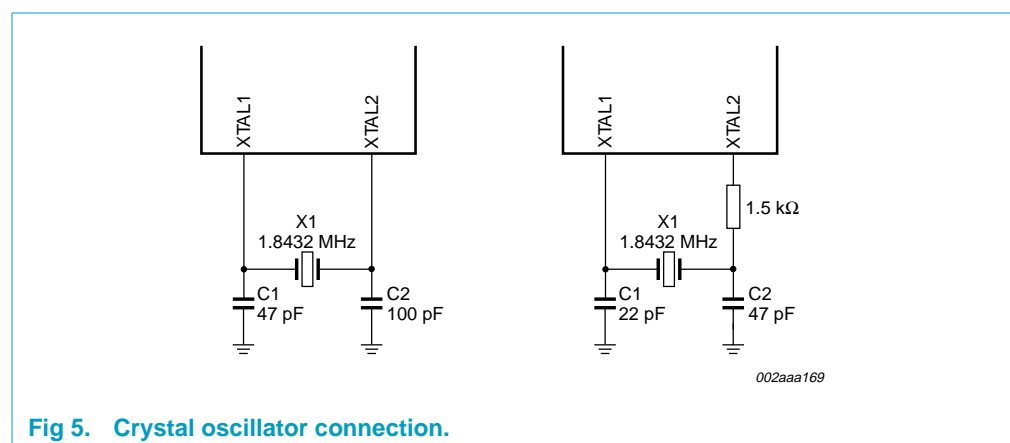 XTAL1
XTAL2
X1
1.8432 MHz
C1
47 pF
C2
100 pF
XTAL1
XTAL2
1.5 kΩ
X1
1.8432 MHz
C1
22 pF
C2
47 pF
002aaa169
Fig 5. Crystal oscillator connection.